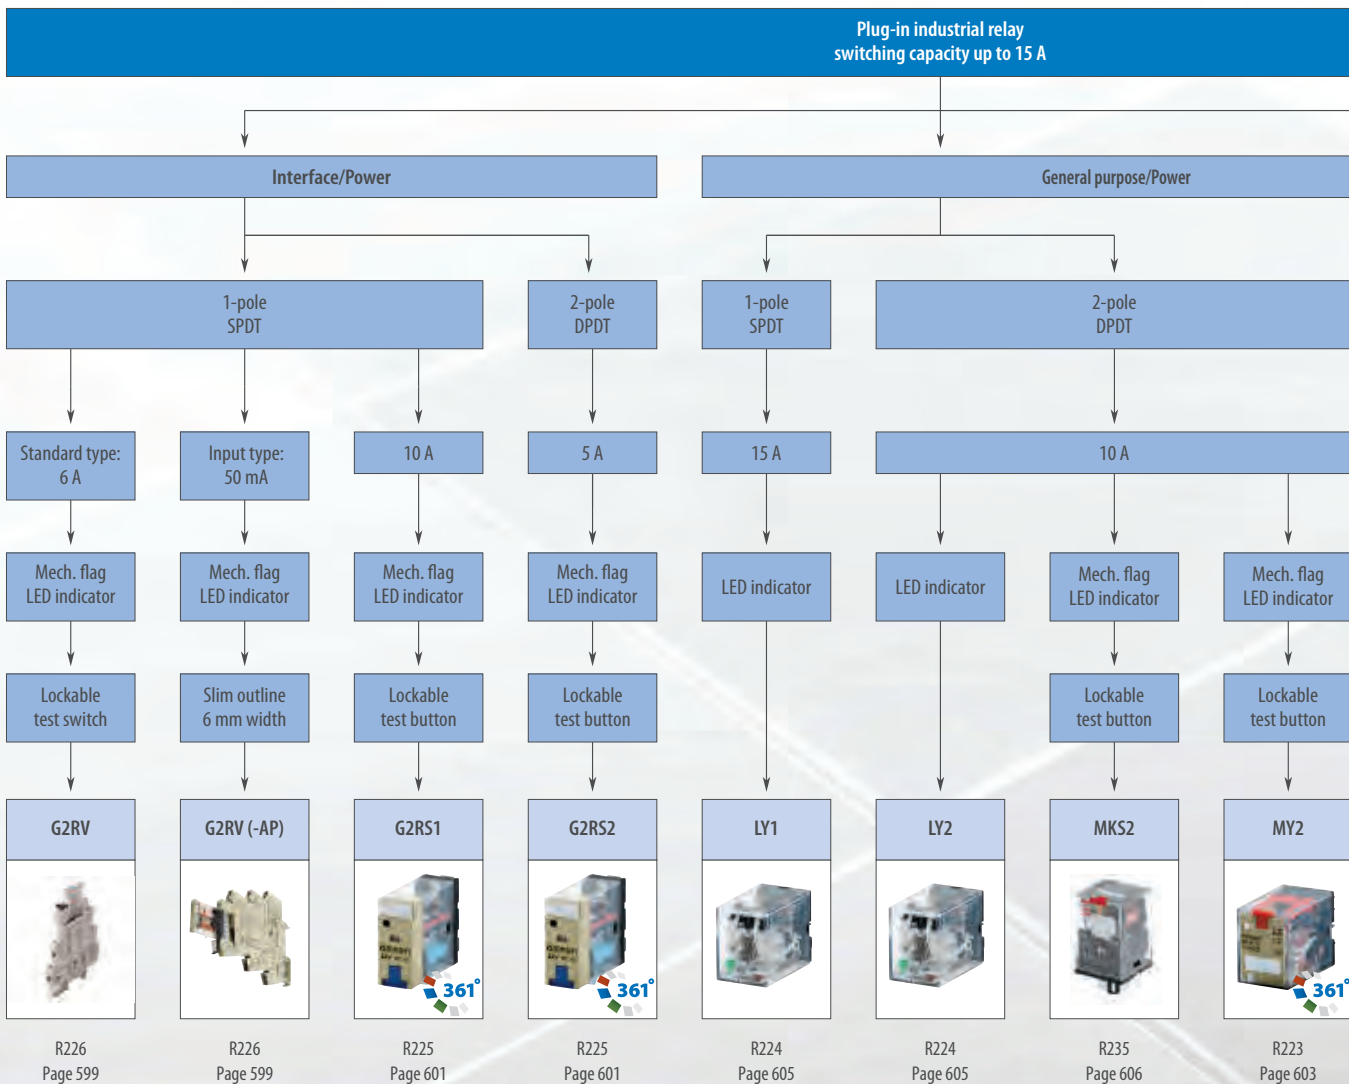 Plug-in industrial relay
switching capacity up to 15 A
Interface/Power
General purpose/Power
1-pole
SPDT
2-pole
DPDT
1-pole
SPDT
2-pole
DPDT
Standard type:
6 A
Input type:
50 mA
10 A
5 A
15 A
10 A
Mech. flag
LED indicator
Mech. flag
LED indicator
Mech. flag
LED indicator
Mech. flag
LED indicator
LED indicator
LED indicator
Mech. flag
LED indicator
Mech. flag
LED indicator
Lockable
test switch
Slim outline
6 mm width
Lockable
test button
Lockable
test button
Lockable
test button
Lockable
test button
G2RV
G2RV (-AP)
G2RS1
G2RS2
LY1
LY2
MKS2
MY2
361°
361°
361°
R226
Page 599
R226
Page 599
R225
Page 601
R225
Page 601
R224
Page 605
R224
Page 605
R235
Page 606
R223
Page 603